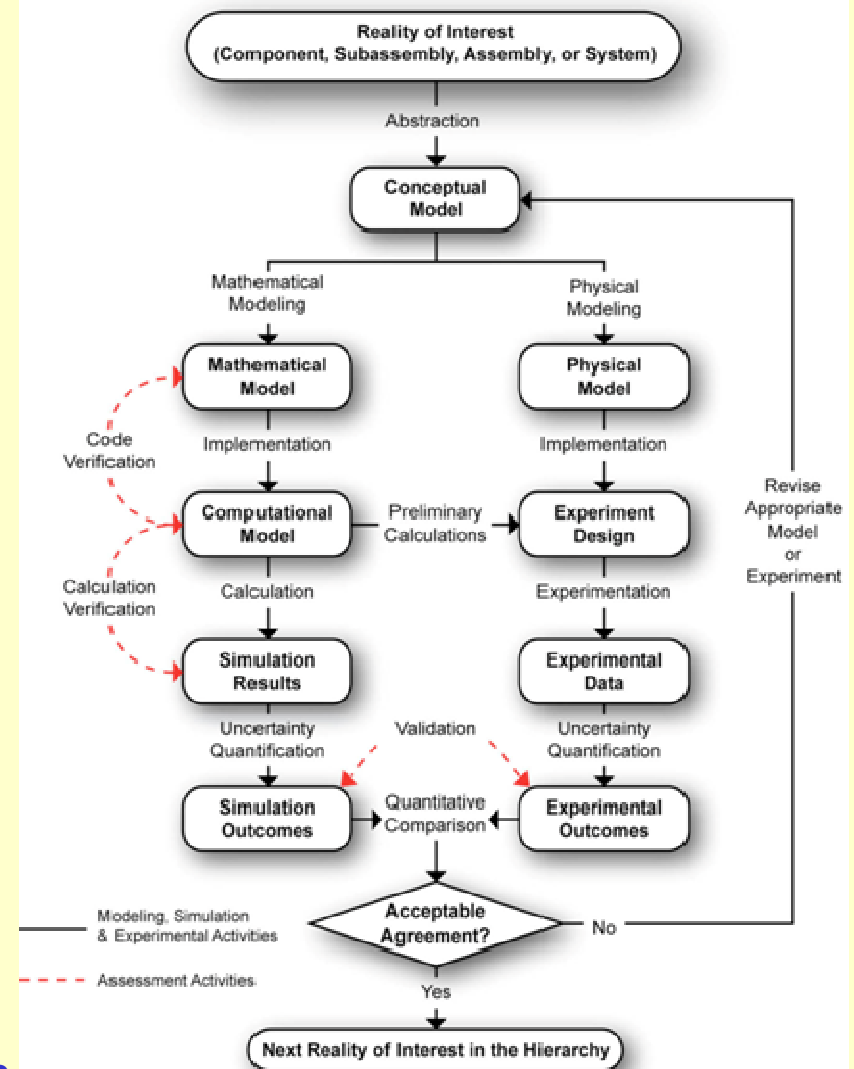 Reality of Interest
(Component, Subassembly, Assembly, or System)
Abstraction
Conceptual
Model
Mathematical
Modeling
Physical
Modeling
Mathematical
Model
Physical
Model
Code
Verification
Implementation
Implementation
Computational
Model
Preliminary
Calculations
Experiment
Design
Revise
Appropriate
Model
or
Experiment
Calculation
Verification
Calculation
Experimentation
Simulation
Results
Experimental
Data
Uncertainty
Quantification
Validation
Uncertainty
Quantification
Simulation
Outcomes
Quantitative
Comparison
Experimental
Outcomes
Modeling, Simulation
& Experimental Activities
Acceptable
Agreement?
No
Assessment Activities
Yes
Next Reality of Interest in the Hierarchy